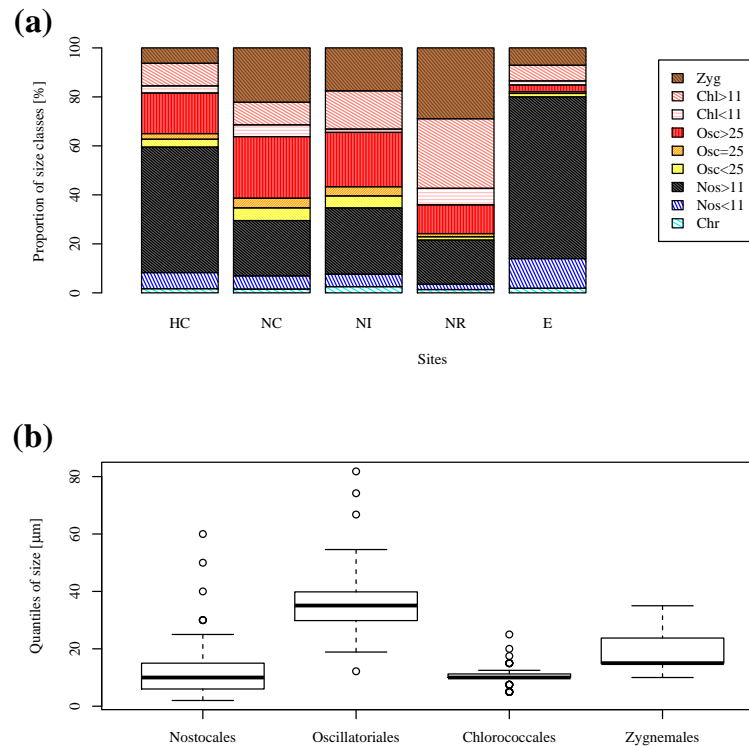 (a)
Proportion of size classes [%]
100
80
60
40
20
0
HC NC NI NR E
Sites
Zyg
Chl>11
Chl<11
Osc>25
Osc=25
Osc<25
Nos>11
Nos<11
Chr
(b)
Quantiles of size [µm]
80
60
40
20
0
Nostocales Oscillatoriales Chlorococcales Zygnemales